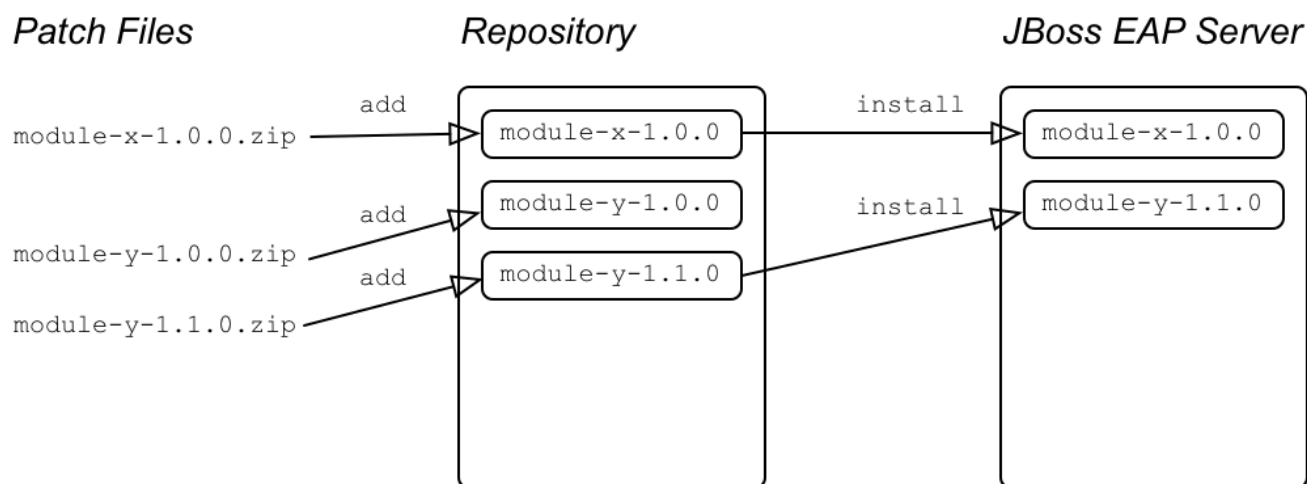 Patch Files
Repository
JBoss EAP Server
add
install
module-x-1.0.0.zip
module-x-1.0.0
module-x-1.0.0
add
install
module-y-1.0.0
module-y-1.1.0
module-y-1.0.0.zip
add
module-y-1.1.0
module-y-1.1.0.zip